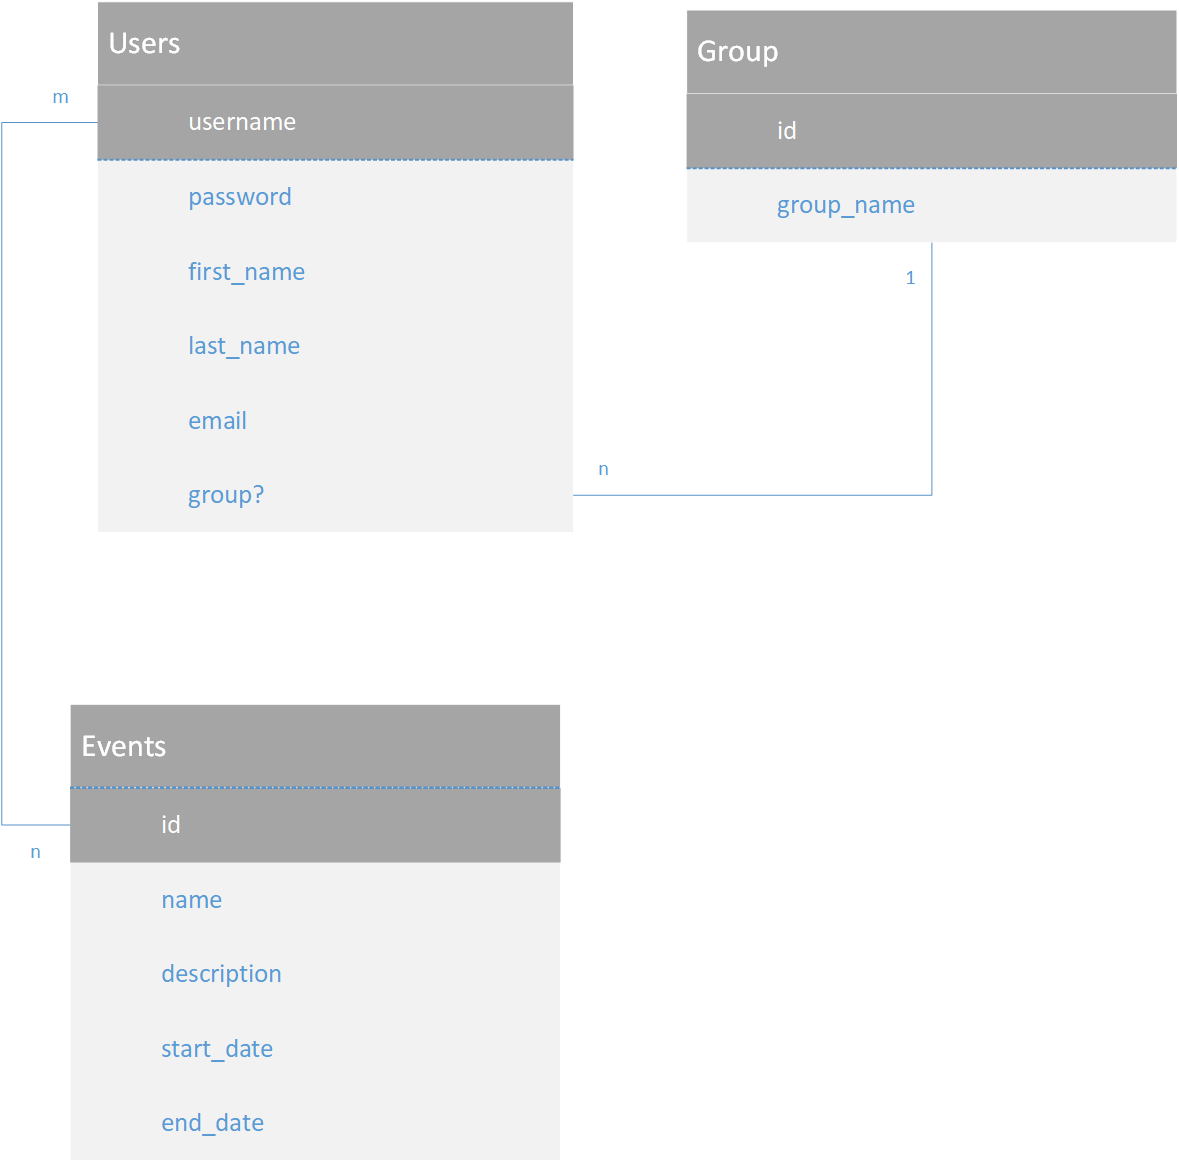 Users
m
username
password
first_name
last_name
email
group?
Group
id
group_name
1
n
Events
id
n
name
description
start_date
end_date